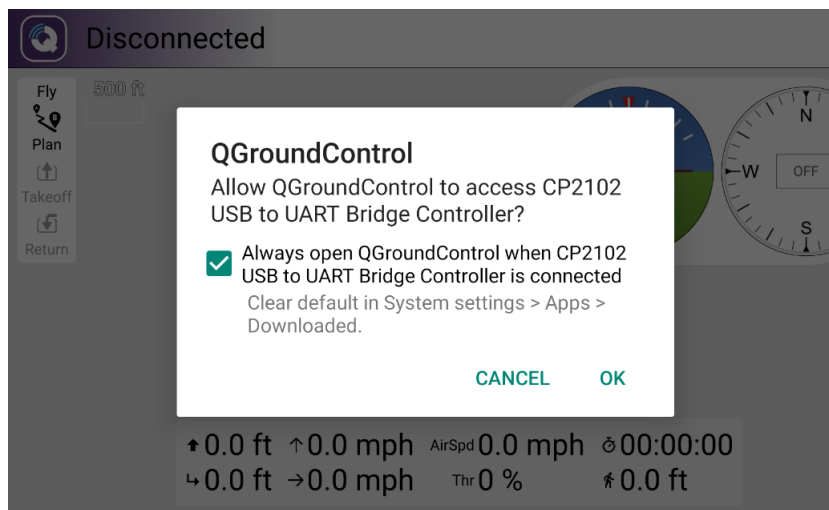 Disconnected
Fly
500 ft
Plan
Takeoff
Return
QGroundControl
Allow QGroundControl to access CP2102
USB to UART Bridge Controller?
Always open QGroundControl when CP2102
USB to UART Bridge Controller is connected
Clear default in System settings > Apps >
Downloaded.
CANCEL OK
N
W OFF
S
0.0 ft 0.0 mph AirSpd 0.0 mph 00:00:00
0.0 ft 0.0 mph Thr 0 % 0.0 ft